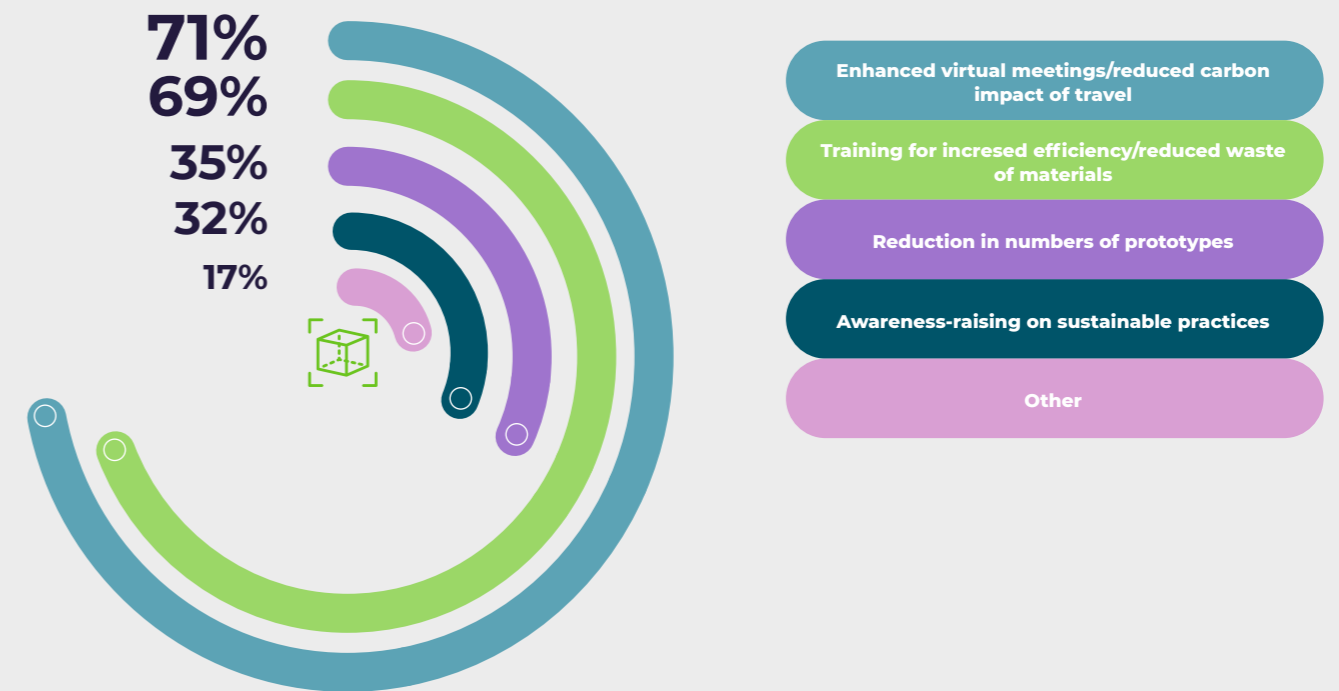 71%
69%
35%
32%
17%
Enhanced virtual meetings/reduced carbon
impact of travel
Training for incresed efficiency/reduced waste
of materials
Reduction in numbers of prototypes
Awareness-raising on sustainable practices
Other